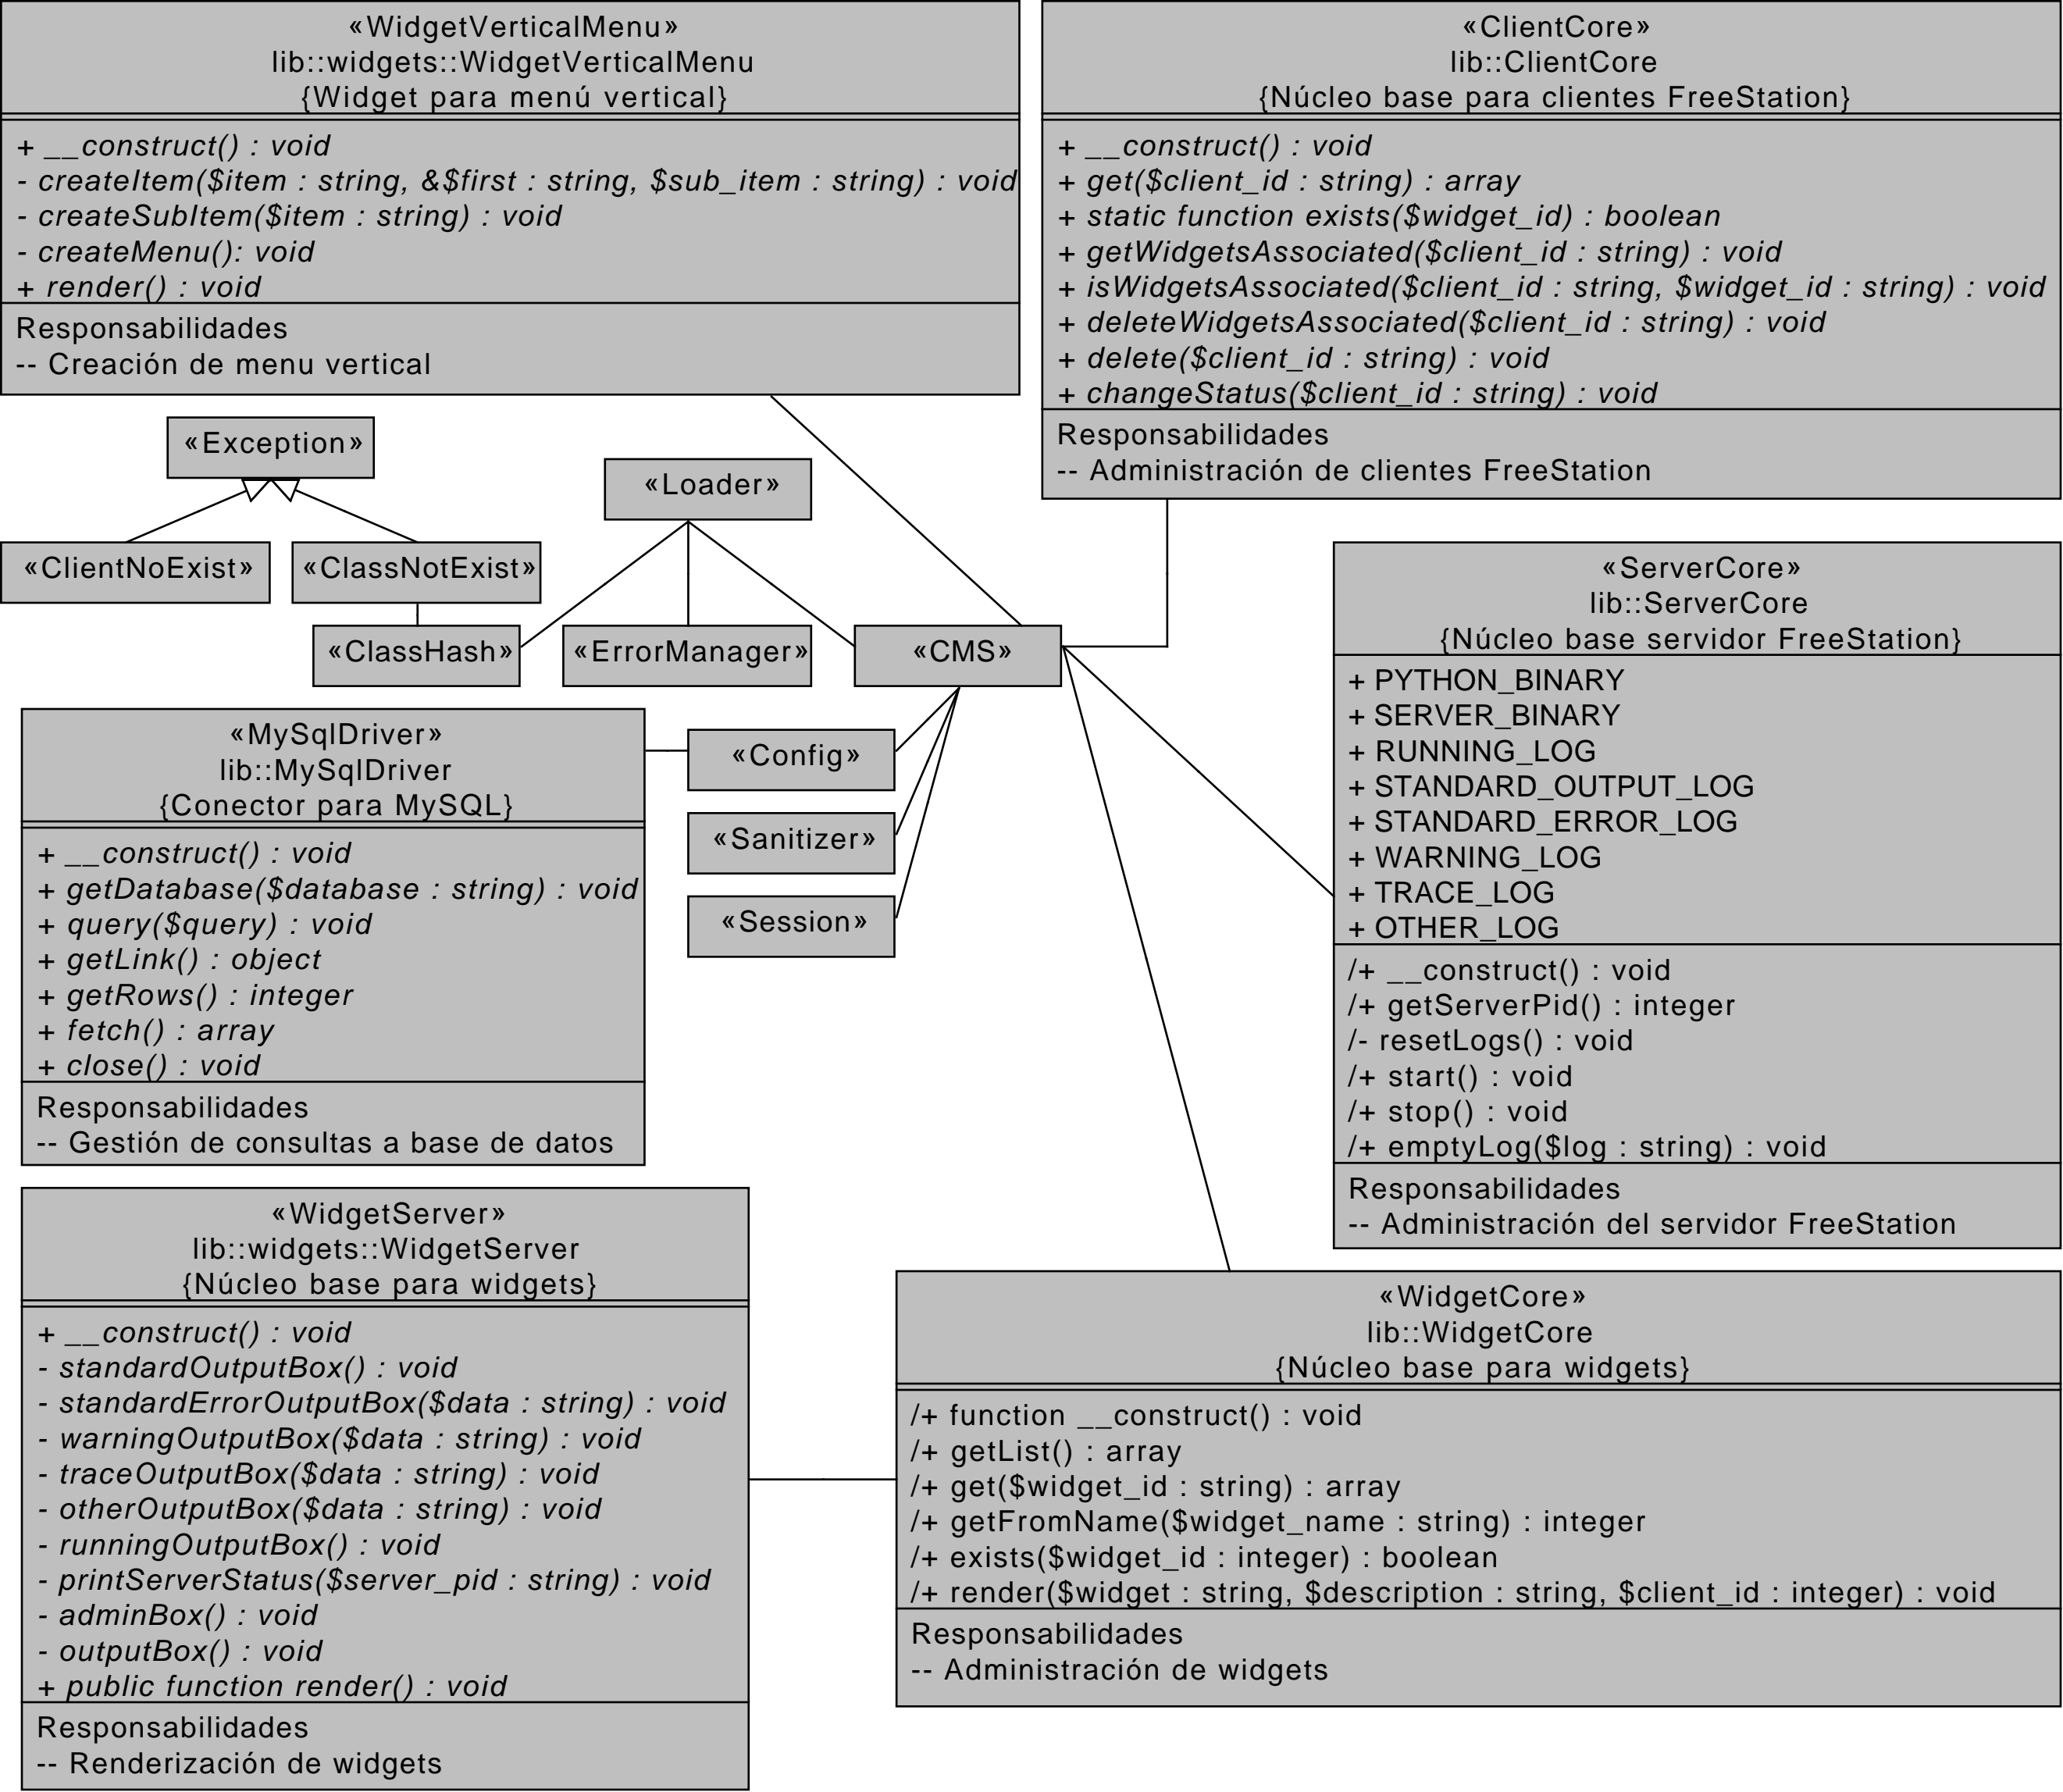 «WidgetVerticalMenu»
lib::widgets::WidgetVerticalMenu
{Widget para menú vertical}
+ __construct() : void
- createItem($item : string, &$first : string, $sub_item : string) : void
- createSubItem($item : string) : void
- createMenu(): void
+ render() : void
Responsabilidades
-- Creación de menu vertical
«ClientCore»
lib::ClientCore
{Núcleo base para clientes FreeStation}
+ __construct() : void
+ get($client_id : string) : array
+ static function exists($widget_id) : boolean
+ getWidgetsAssociated($client_id : string) : void
+ isWidgetsAssociated($client_id : string, $widget_id : string) : void
+ deleteWidgetsAssociated($client_id : string) : void
+ delete($client_id : string) : void
+ changeStatus($client_id : string) : void
Responsabilidades
-- Administración de clientes FreeStation
«Exception»
«Loader»
«ClientNoExist»
«ClassNotExist»
«ClassHash»
«ErrorManager»
«CMS»
«ServerCore»
lib::ServerCore
{Núcleo base servidor FreeStation}
+ PYTHON_BINARY
+ SERVER_BINARY
+ RUNNING_LOG
+ STANDARD_OUTPUT_LOG
+ STANDARD_ERROR_LOG
+ WARNING_LOG
+ TRACE_LOG
+ OTHER_LOG
/+ __construct() : void
/+ getServerPid() : integer
/- resetLogs() : void
/+ start() : void
/+ stop() : void
/+ emptyLog($log : string) : void
Responsabilidades
-- Administración del servidor FreeStation
«MySqlDriver»
lib::MySqlDriver
{Conector para MySQL}
+ __construct() : void
+ getDatabase($database : string) : void
+ query($query) : void
+ getLink() : object
+ getRows() : integer
+ fetch() : array
+ close() : void
Responsabilidades
-- Gestión de consultas a base de datos
«Config»
«Sanitizer»
«Session»
«WidgetServer»
lib::widgets::WidgetServer
{Núcleo base para widgets}
+ __construct() : void
- standardOutputBox() : void
- standardErrorOutputBox($data : string) : void
- warningOutputBox($data : string) : void
- traceOutputBox($data : string) : void
- otherOutputBox($data : string) : void
- runningOutputBox() : void
- printServerStatus($server_pid : string) : void
- adminBox() : void
- outputBox() : void
+ public function render() : void
Responsabilidades
-- Renderización de widgets
«WidgetCore»
lib::WidgetCore
{Núcleo base para widgets}
/+ function __construct() : void
/+ getList() : array
/+ get($widget_id : string) : array
/+ getFromName($widget_name : string) : integer
/+ exists($widget_id : integer) : boolean
/+ render($widget : string, $description : string, $client_id : integer) : void
Responsabilidades
-- Administración de widgets